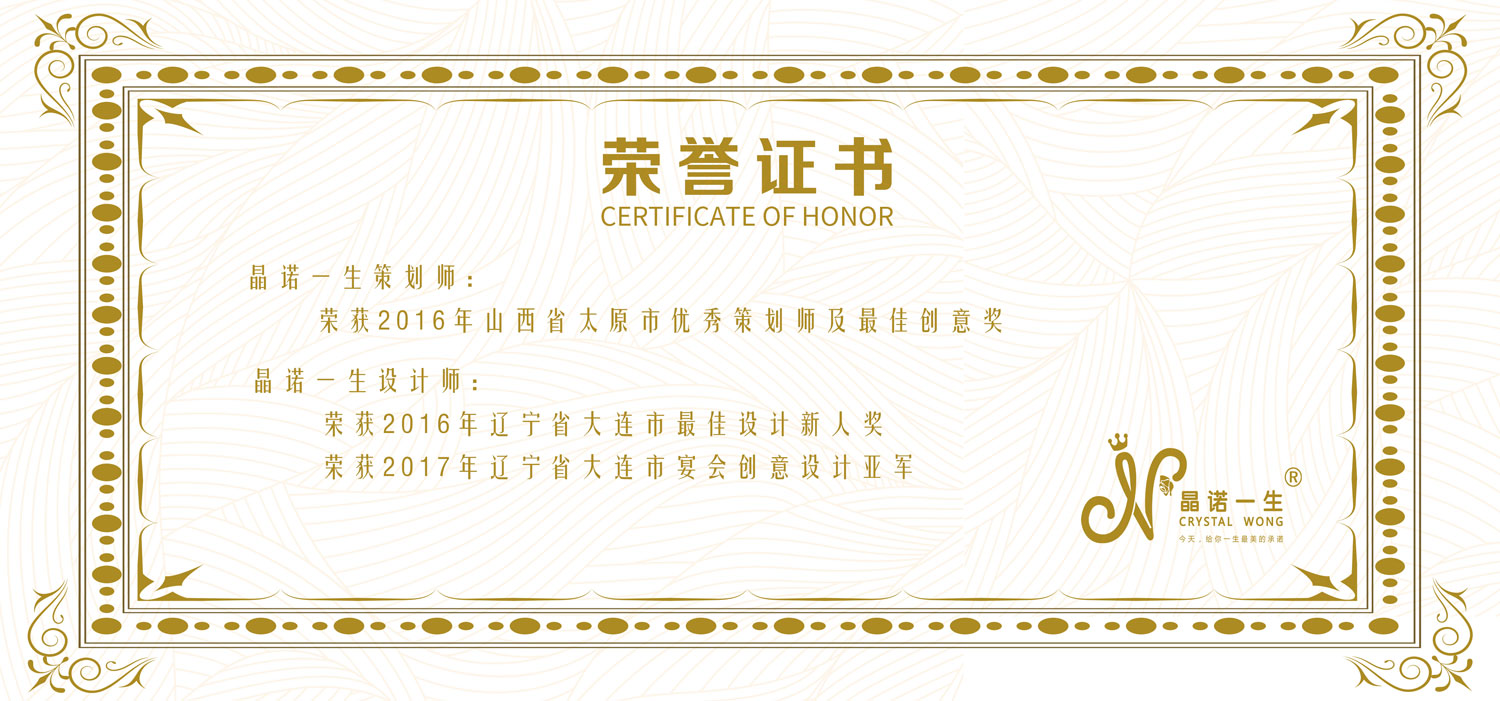 荣誉证书
CERTIFICATE OF HONOR
晶诺一生策划师：
荣获2016年山西省太原市优秀策划师及最佳创意奖
晶诺一生设计师：
荣获2016年辽宁省大连市最佳设计新人奖
荣获2017年辽宁省大连市宴会创意设计亚军
晶诺一生®
CRYSTAL WONG
今天，给你一生最美的承诺